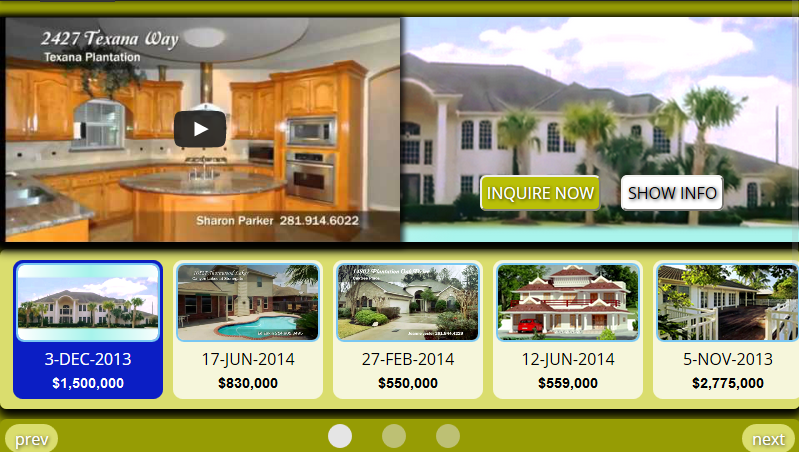 2427 Texana Way
Texana Plantation
Sharon Parker 281.914.6022
INQUIRE NOW
SHOW INFO
3-DEC-2013
$1,500,000
17-JUN-2014
$830,000
27-FEB-2014
$550,000
12-JUN-2014
$559,000
5-NOV-2013
$2,775,000
prev
next